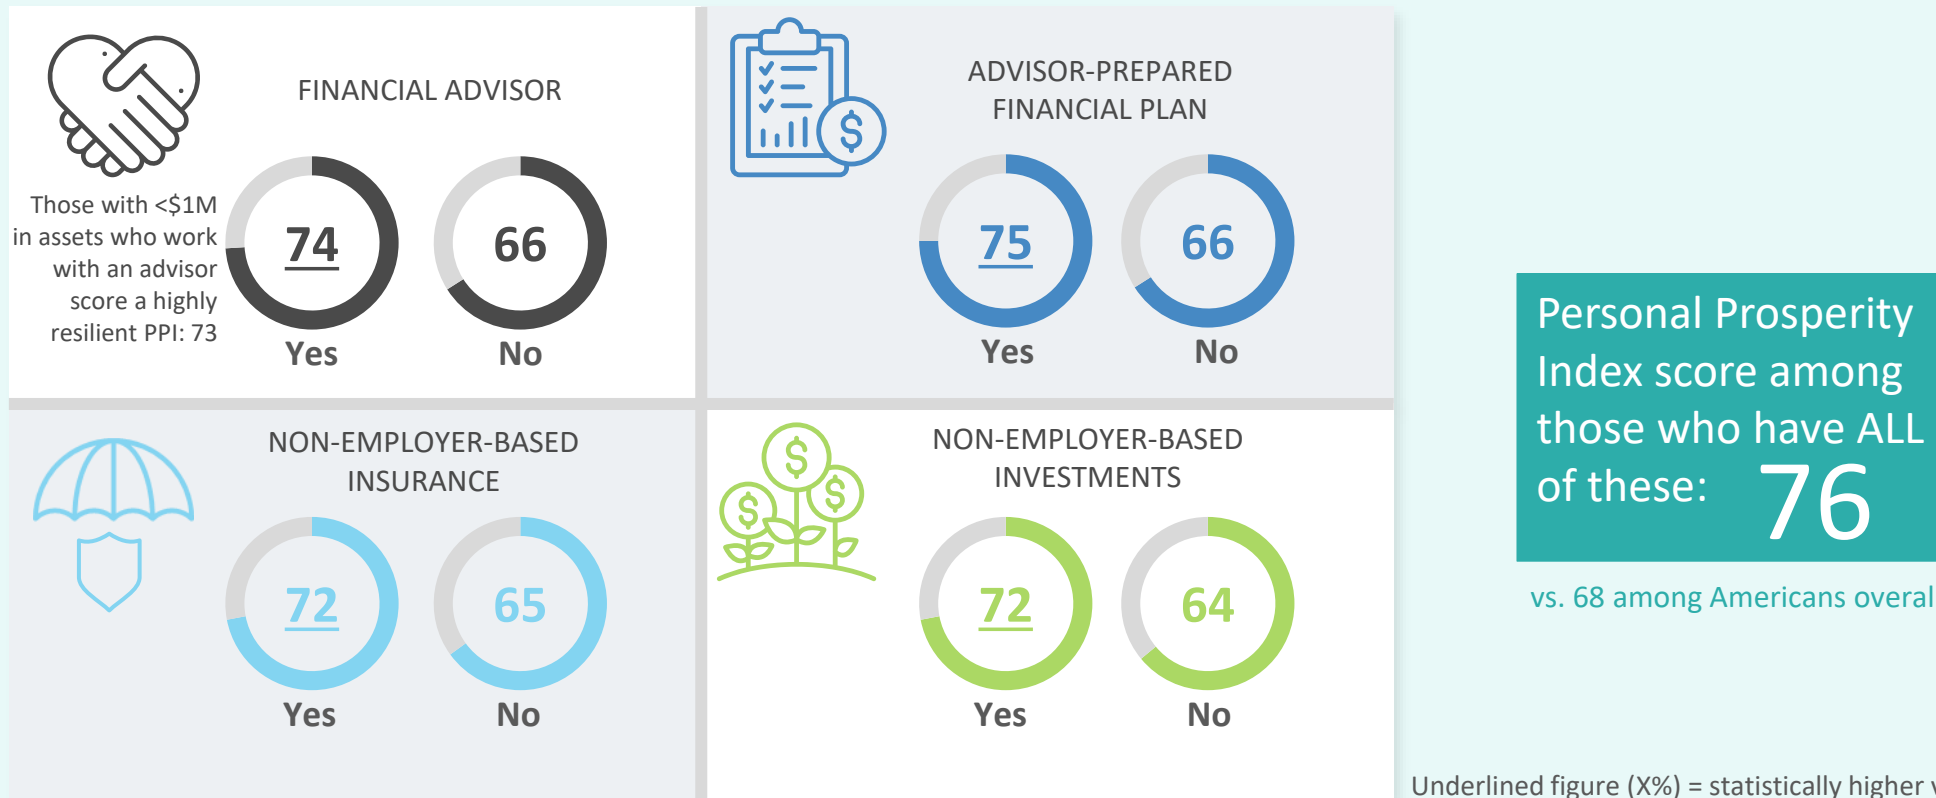 FINANCIAL ADVISOR
Those with <$1M
in assets who work
with an advisor
score a highly
resilient PPI: 73
74
66
Yes
No
$
ADVISOR-PREPARED
FINANCIAL PLAN
75
66
Yes
No
NON-EMPLOYER-BASED
INSURANCE
72
65
Yes
No
$
$
$
NON-EMPLOYER-BASED
INVESTMENTS
72
64
Yes
No
Personal Prosperity
Index score among
those who have ALL
of these: 76
vs. 68 among Americans overal
Underlined figure (X%) = statistically higher